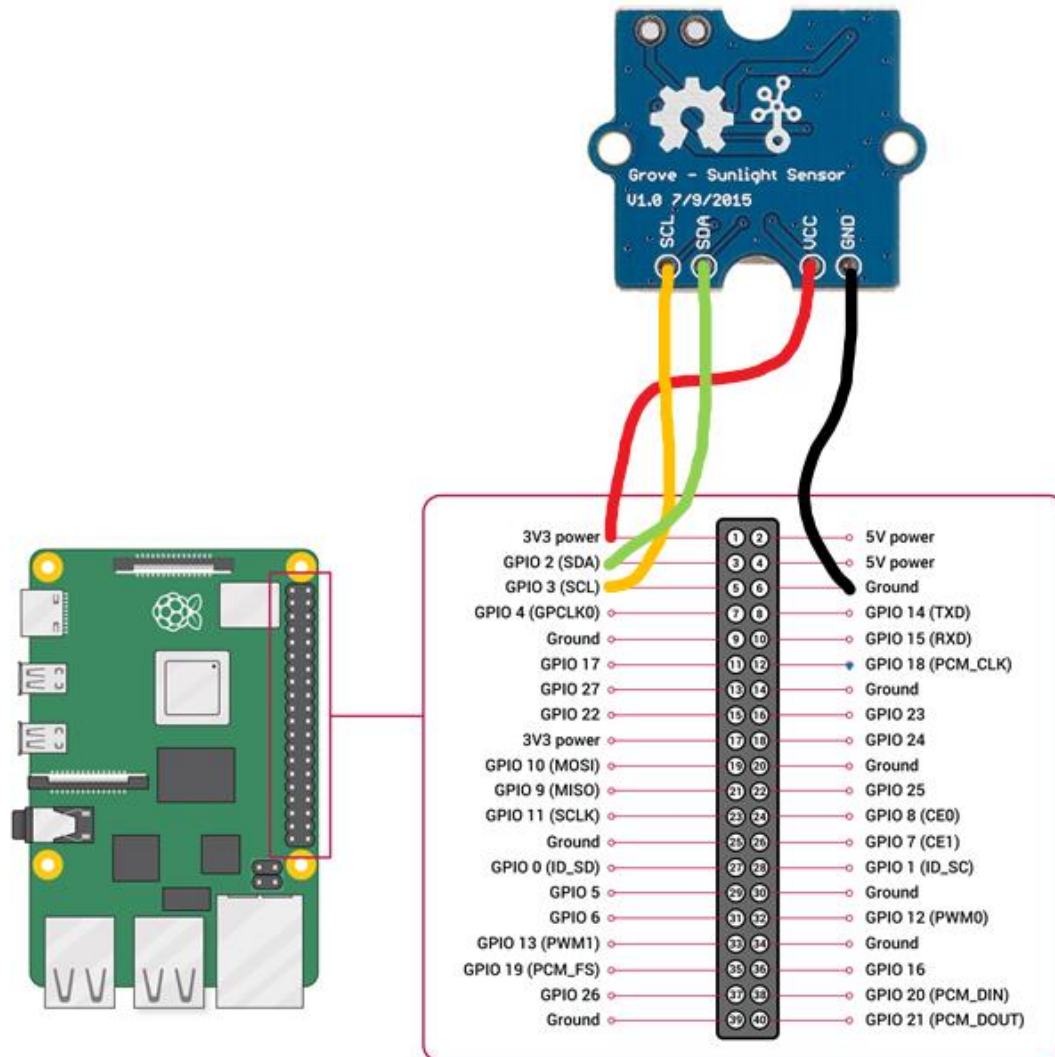 Grove - Sunlight Sensor
V1.0 7/9/2015
SCL SDA VCC GND
3V3 power 1 2 5V power
GPIO 2 (SDA) 3 4 5V power
GPIO 3 (SCL) 5 6 Ground
GPIO 4 (GPCLK0) 7 8 GPIO 14 (TXD)
Ground 9 10 GPIO 15 (RXD)
GPIO 17 11 12 GPIO 18 (PCM_CLK)
GPIO 27 13 14 Ground
GPIO 22 15 16 GPIO 23
3V3 power 17 18 GPIO 24
GPIO 10 (MOSI) 19 20 Ground
GPIO 9 (MISO) 21 22 GPIO 25
GPIO 11 (SCLK) 23 24 GPIO 8 (CE0)
Ground 25 26 GPIO 7 (CE1)
GPIO 0 (ID_SD) 27 28 GPIO 1 (ID_SC)
GPIO 5 29 30 Ground
GPIO 6 31 32 GPIO 12 (PWM0)
GPIO 13 (PWM1) 33 34 Ground
GPIO 19 (PCM_FS) 35 36 GPIO 16
GPIO 26 37 38 GPIO 20 (PCM_DIN)
Ground 39 40 GPIO 21 (PCM_DOUT)